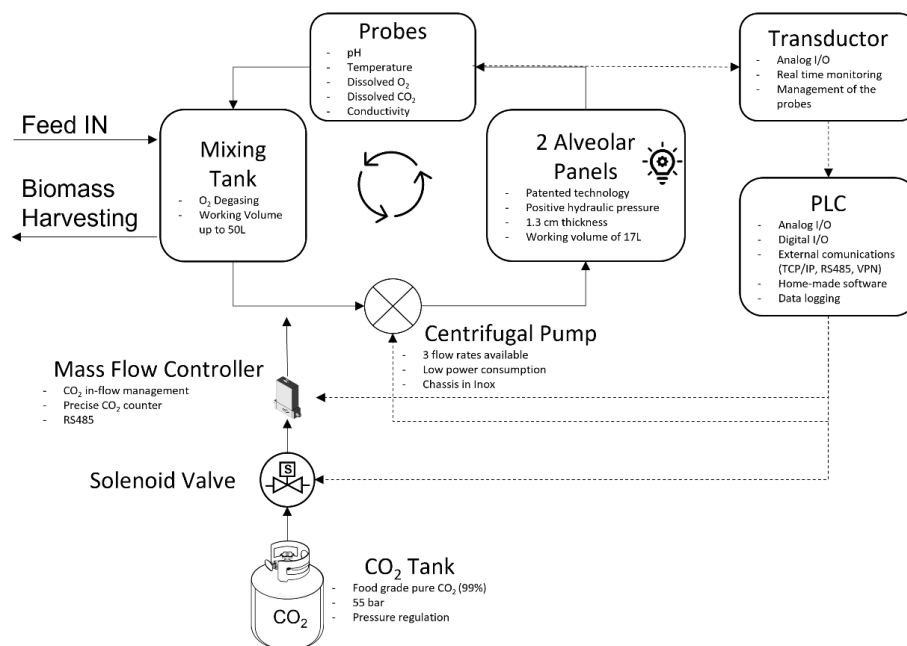 Probes
- pH
- Temperature
- Dissolved O₂
- Dissolved CO₂
- Conductivity
Transductor
- Analog I/O
- Real time monitoring
- Management of the
probes
Feed IN
Biomass
Harvesting
Mixing
Tank
- O₂ Degasing
- Working Volume
up to 50L
2 Alveolar
Panels
- Patented technology
- Positive hydraulic pressure
- 1.3 cm thickness
- Working volume of 17L
PLC
- Analog I/O
- Digital I/O
- External comunications
(TCP/IP, RS485, VPN)
- Home-made software
- Data logging
Centrifugal Pump
- 3 flow rates available
- Low power consumption
- Chassis in Inox
Mass Flow Controller
- CO₂ in-flow management
- Precise CO₂ counter
- RS485
Solenoid Valve
S
CO₂ Tank
- Food grade pure CO₂ (99%)
- 55 bar
- Pressure regulation
CO₂